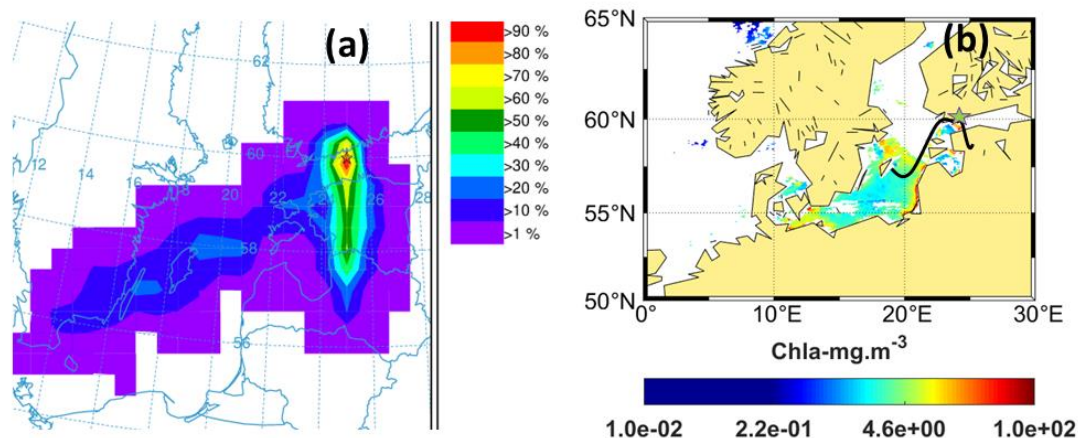 (a)
>90 %
>80 %
>70 %
>60 %
>50 %
>40 %
>30 %
>20 %
>10 %
>1 %
62
60
12
14
16
18
20
22
24
26
28
58
56
(b)
65°N
60°N
55°N
50°N
0°
10°E
20°E
30°E
Chla-mg.m-3
1.0e-02
2.2e-01
4.6e+00
1.0e+02